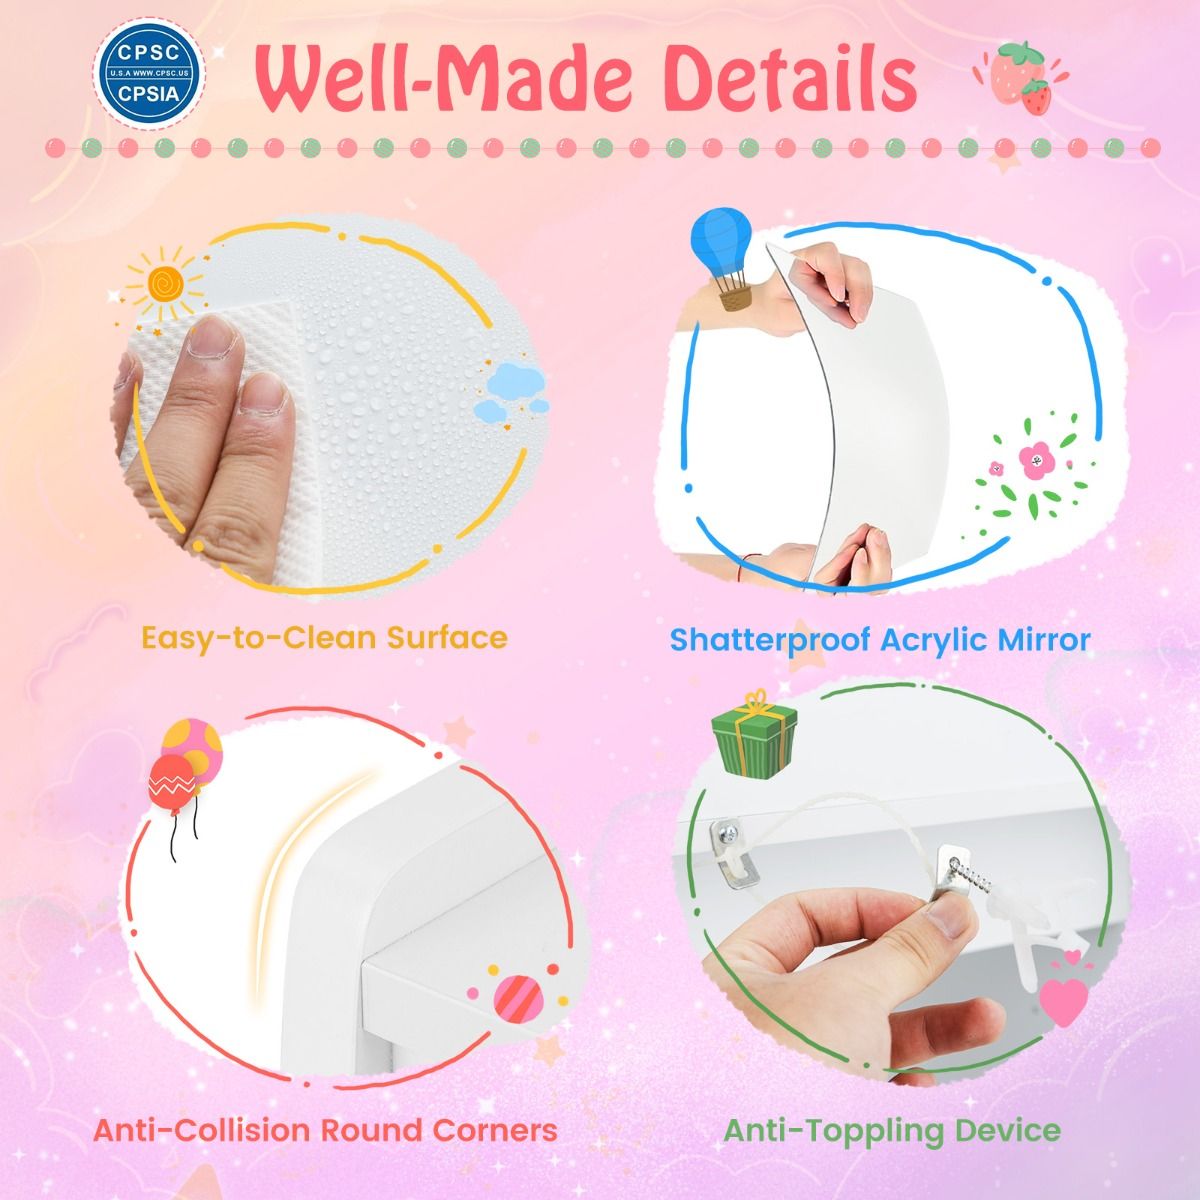 CPSC
U.S.A WWW.CPSC.US
CPSIA
Well-Made Details
Easy-to-Clean Surface
Shatterproof Acrylic Mirror
Anti-Collision Round Corners
Anti-Toppling Device